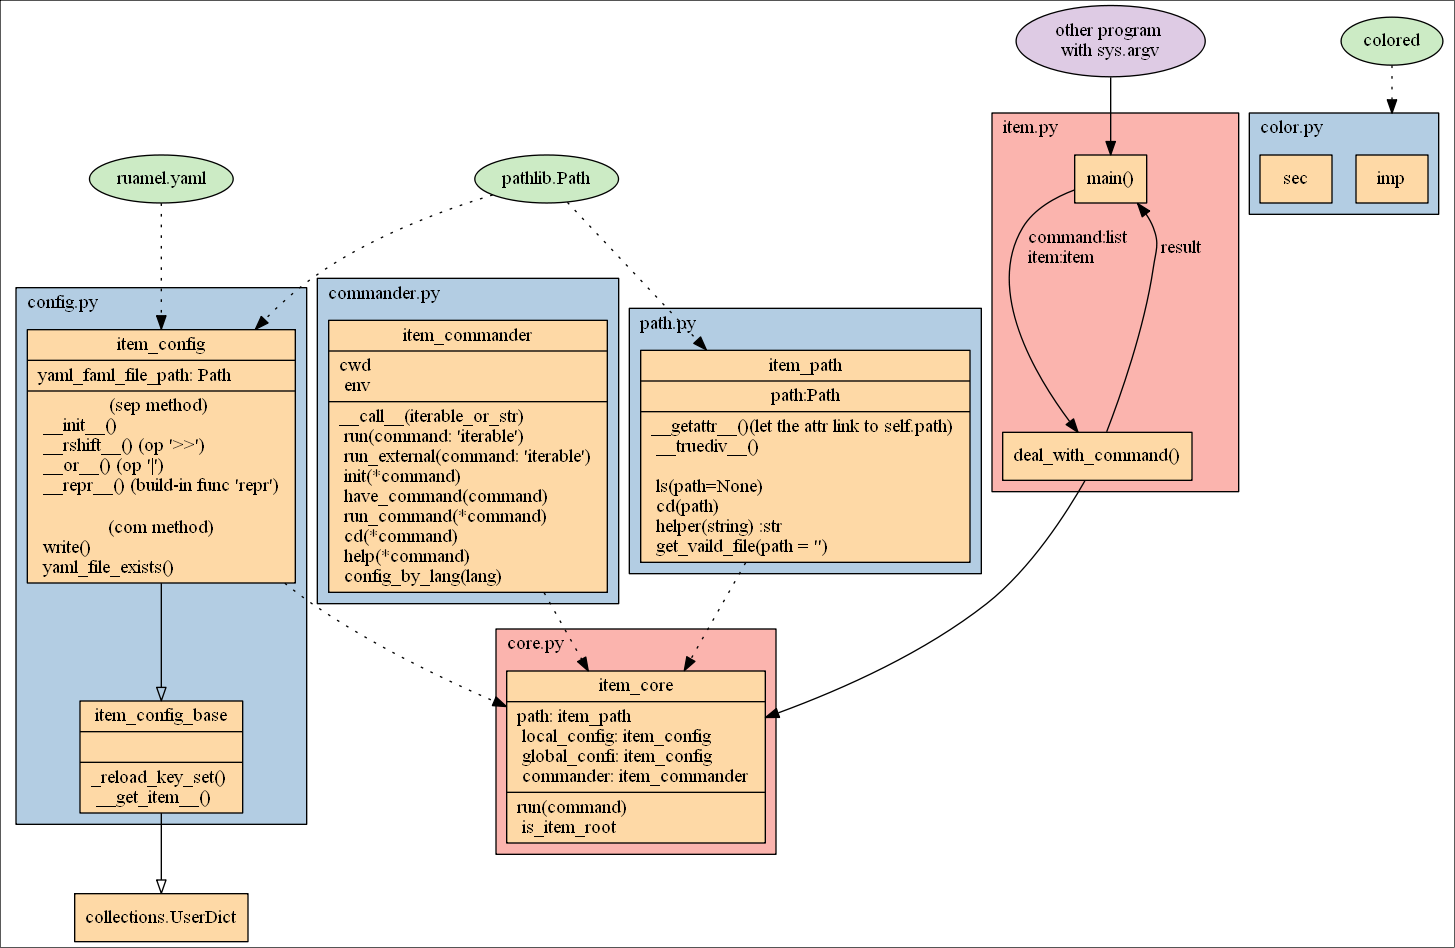 other program
with sys.argv
colored
item.py
main()
command:list
item:item
result
deal_with_command()
color.py
sec
imp
ruamel.yaml
pathlib.Path
config.py
item_config
yaml_faml_file_path: Path
(sep method)
__init__()
__rshift__() (op '>>')
__or__() (op '|')
__repr__() (build-in func 'repr')
(com method)
write()
yaml_file_exists()
item_config_base
_reload_key_set()
__get_item__()
collections.UserDict
commander.py
item_commander
cwd
env
__call__(iterable_or_str)
run(command: 'iterable')
run_external(command: 'iterable')
init(*command)
have_command(command)
run_command(*command)
cd(*command)
help(*command)
config_by_lang(lang)
path.py
item_path
path:Path
__getattr__()(let the attr link to self.path)
__truediv__()
ls(path=None)
cd(path)
helper(string) :str
get_vaild_file(path = '')
core.py
item_core
path: item_path
local_config: item_config
global_confi: item_config
commander: item_commander
run(command)
is_item_root